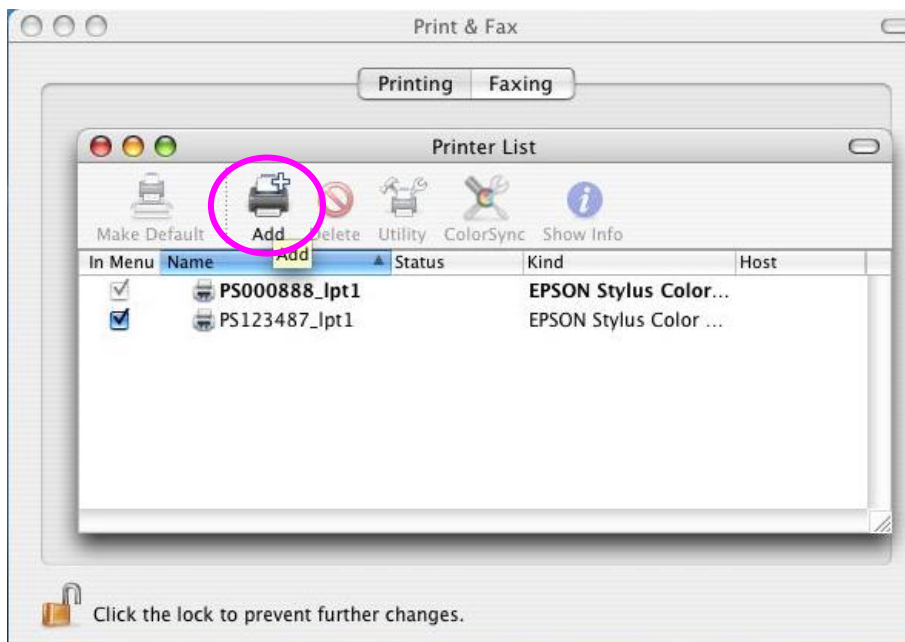 Print & Fax
Printing Faxing
Printer List
Make Default Add Delete Utility ColorSync Show Info
Add
In Menu Name Status Kind Host
PS000888_lpt1 EPSON Stylus Color...
PS123487_lpt1 EPSON Stylus Color ...
Click the lock to prevent further changes.